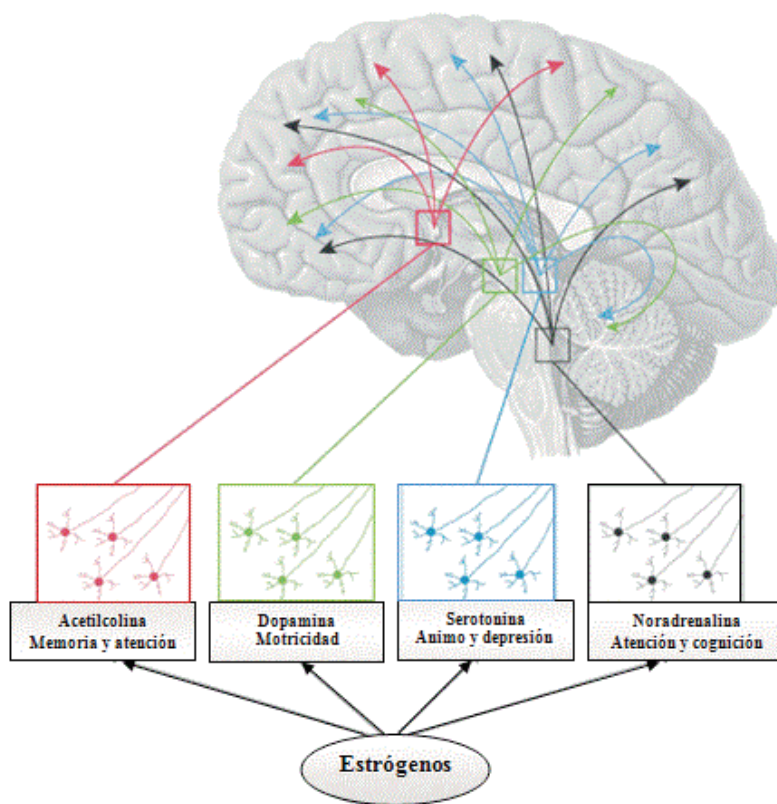 Acetilcolina
Memoria y atención
Dopamina
Motricidad
Serotonina
Animo y depresión
Noradrenalina
Atención y cognición
Estrógenos